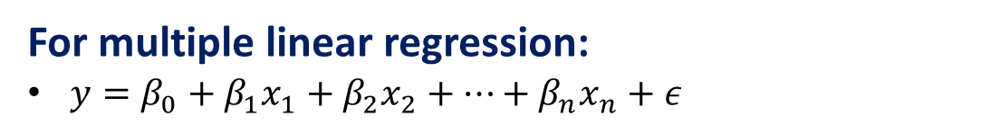 For multiple linear regression:
• 𝑦 = 𝛽₀ + 𝛽₁𝑥₁ + 𝛽₂𝑥₂ + ⋯ + 𝛽ₙ𝑥ₙ + 𝜖